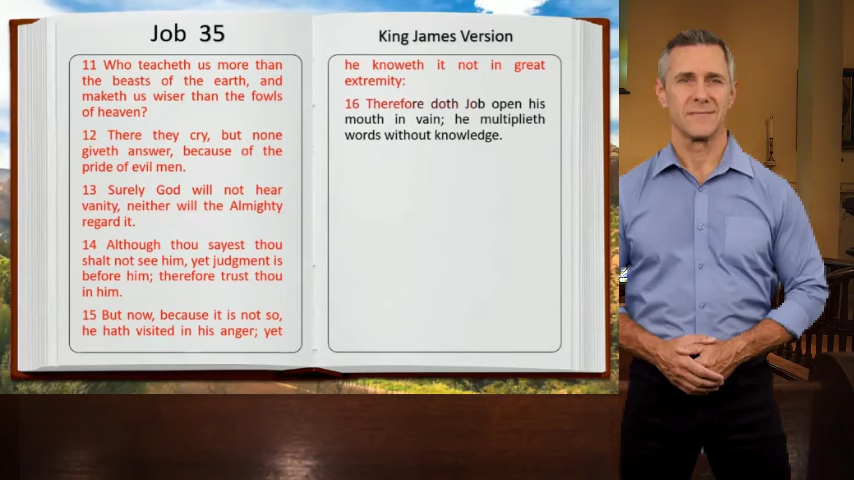 Job 35
11 Who teacheth us more than
the beasts of the earth, and
maketh us wiser than the fowls
of heaven?
12 There they cry, but none
giveth answer, because of the
pride of evil men.
13 Surely God will not hear
vanity, neither will the Almighty
regard it.
14 Although thou sayest thou
shalt not see him, yet judgment is
before him; therefore trust thou
in him.
15 But now, because it is not so,
he hath visited in his anger; yet
King James Version
he knoweth it not in great
extremity:
16 Therefore doth Job open his
mouth in vain; he multiplieth
words without knowledge.